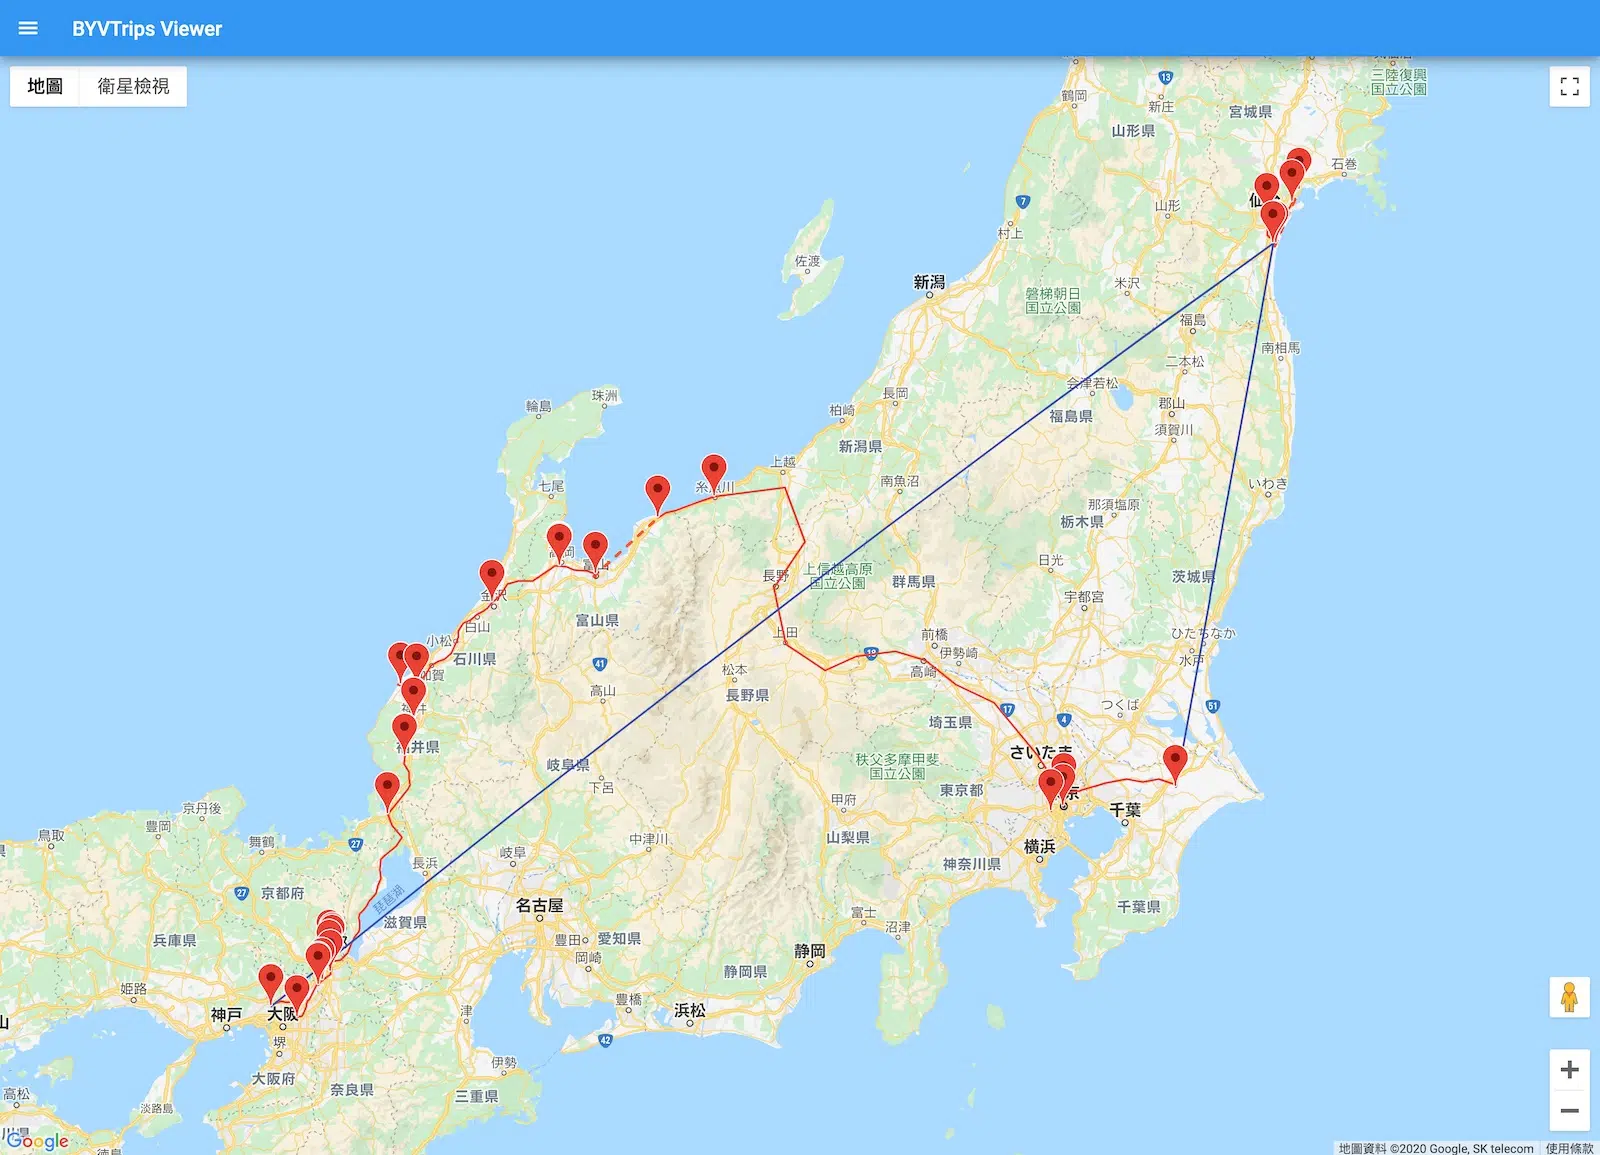 BYVTrips Viewer
地圖
衛星檢視
三陸復興
国立公園
13
鶴岡
新庄
宮城県
山形県
石巻
7
山形
村上
佐渡
新潟
磐梯朝日
国立公園
米沢
福島
南相馬
二本松
会津若松
珠洲
輪島
長岡
柏崎
郡山
福島県
須賀川
新潟県
上越
七尾
南魚沼
いわき
那須塩原
栃木県
日光
長野
上信越高原
国立公園
群馬県
茨城県
宇都宮
富山県
白山
小松
石川県
上田
前橋
ひたちなか
18
伊勢崎
水戸
41
松本
高崎
加賀
高山
長野県
つくば
17
4
51
埼玉県
福井県
さいたま
岐阜県
秩父多摩甲斐
国立公園
下呂
東京都
京丹後
甲府
千葉
豊岡
鳥取
舞鶴
27
中津川
山梨県
横浜
岐阜
長浜
神奈川県
27
京都府
琵琶湖
名古屋
千葉県
滋賀県
富士
沼津
兵庫県
豊田
愛知県
岡崎
静岡
静岡県
姫路
豊橋
浜松
神戸
大阪
津
堺
42
伊勢
大阪府
奈良県
三重県
高松
淡路島
徳島
Google
地圖資料 ©2020 Google, SK telecom
使用條款